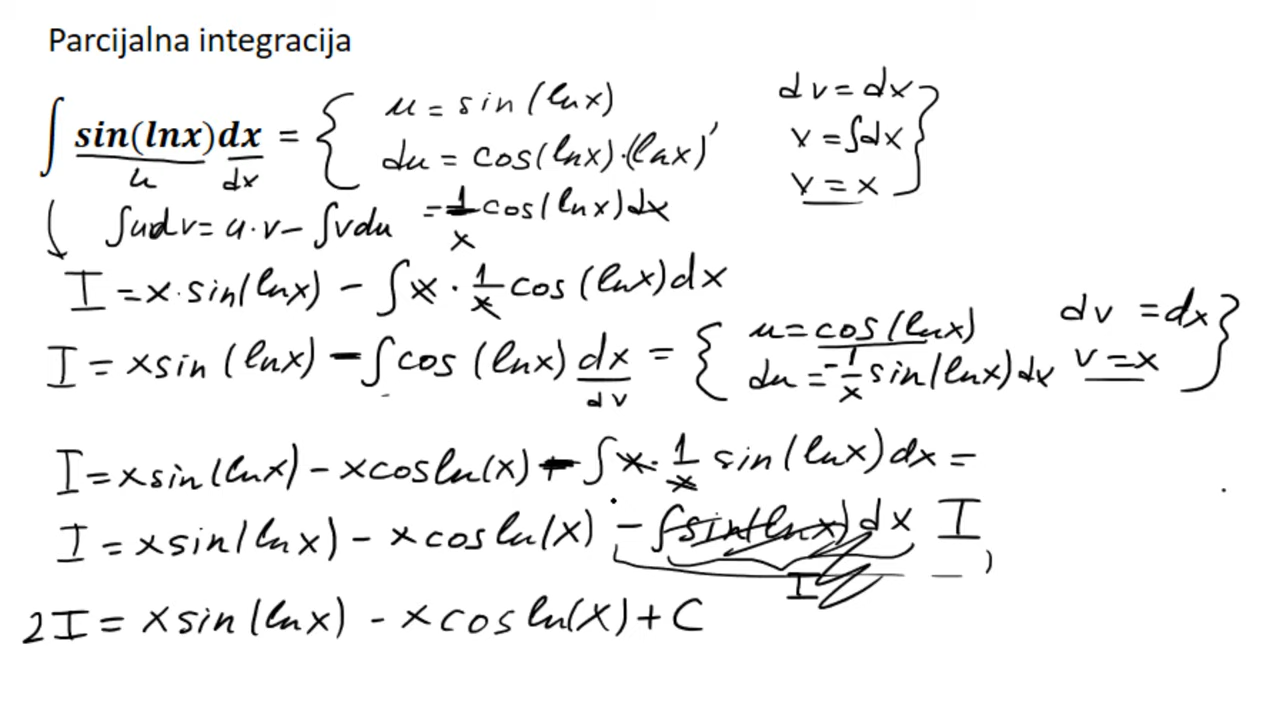 Parcijalna integracija
∫ sin(lnx)dx = { u = sin(lnx) dv = dx }
u dx du = cos(lnx)·(lnx)' v = ∫dx
∫udv = u·v - ∫vdu = 1/x cos(lnx)dx v = x
I = x·sin(lnx) - ∫x · 1/x cos(lnx)dx
I = xsin(lnx) - ∫cos(lnx)dx = { u = cos(lnx) dv = dx }
dv du = -1/x sin(lnx)dx v = x
I = xsin(lnx) - xcosln(x) + ∫x· 1/x sin(lnx)dx =
I = xsin(lnx) - xcosln(x) - ∫sin(lnx)dx I
I
2I = xsin(lnx) - xcosln(x) + C